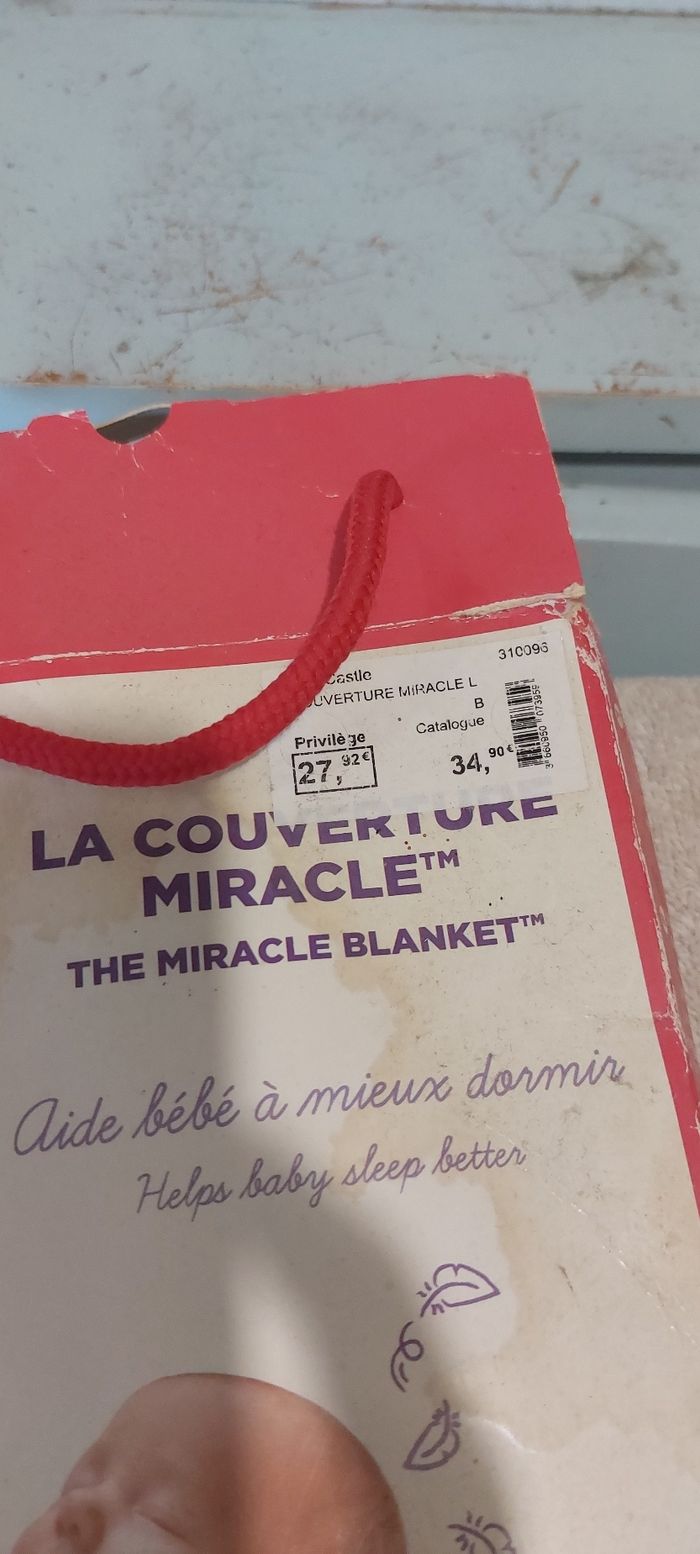 310096
OUVERTURE MIRACLE L
B
Privilège
Catalogue
27,92€
34,90€
LA COUVERTURE
MIRACLE™
THE MIRACLE BLANKET™
Aide bébé à mieux dormir
Helps baby sleep better